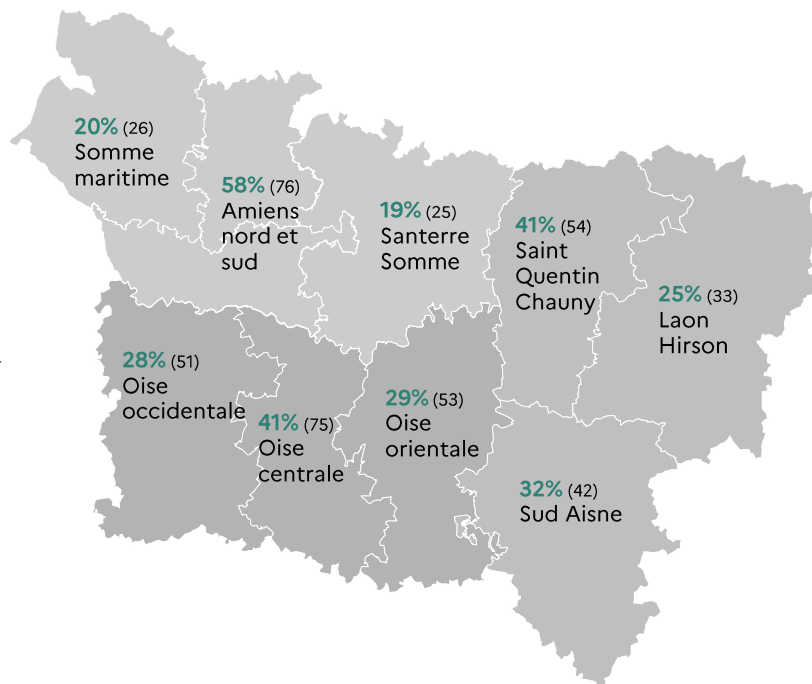 20% (26)
Somme
maritime
58% (76)
Amiens
nord et
sud
19% (25)
Santerre
Somme
41% (54)
Saint
Quentin
Chauny
25% (33)
Laon
Hirson
28% (51)
Oise
occidentale
41% (75)
Oise
centrale
29% (53)
Oise
orientale
32% (42)
Sud Aisne